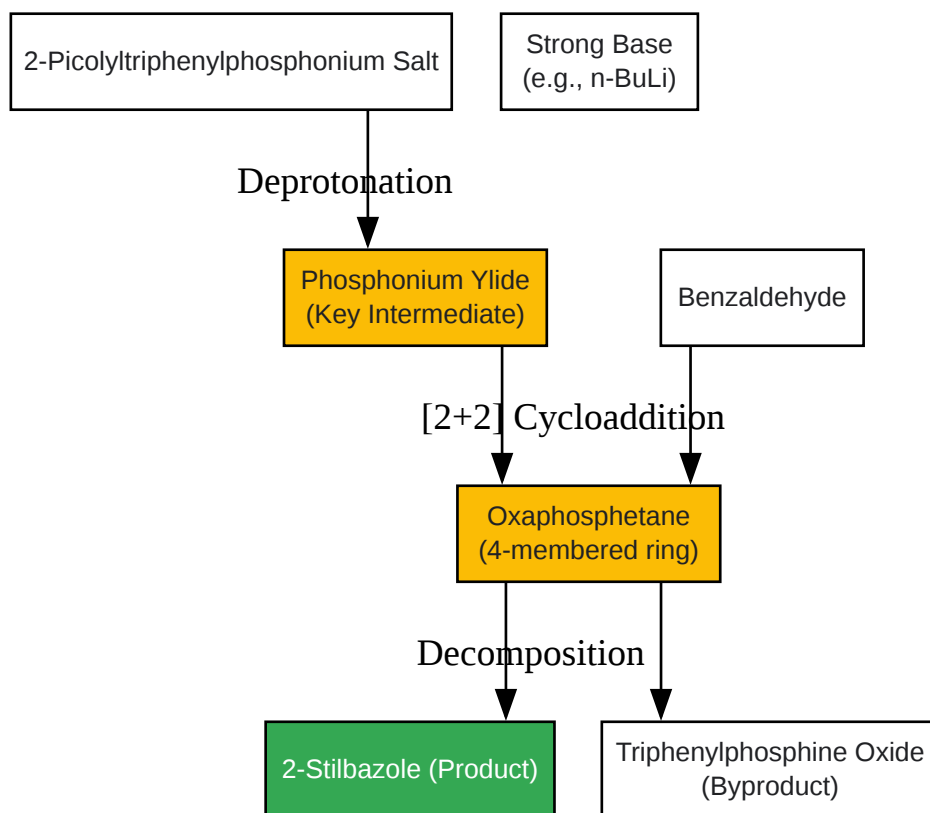 2-Picolyltriphenylphosphonium Salt
Strong Base
(e.g., n-BuLi)
Deprotonation
Phosphonium Ylide
(Key Intermediate)
Benzaldehyde
[2+2] Cycloaddition
Oxaphosphetane
(4-membered ring)
Decomposition
2-Stilbazole (Product)
Triphenylphosphine Oxide
(Byproduct)